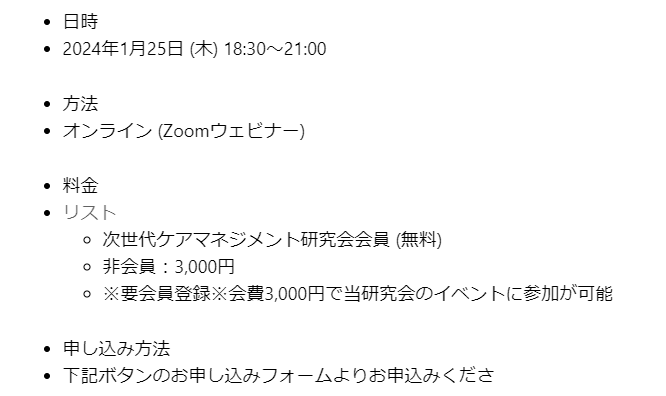 日時
2024年1月25日 (木) 18:30～21:00
方法
オンライン (Zoomウェビナー)
料金
リスト
次世代ケアマネジメント研究会会員 (無料)
非会員：3,000円
※要会員登録※会費3,000円で当研究会のイベントに参加が可能
申し込み方法
下記ボタンのお申し込みフォームよりお申込みくださ